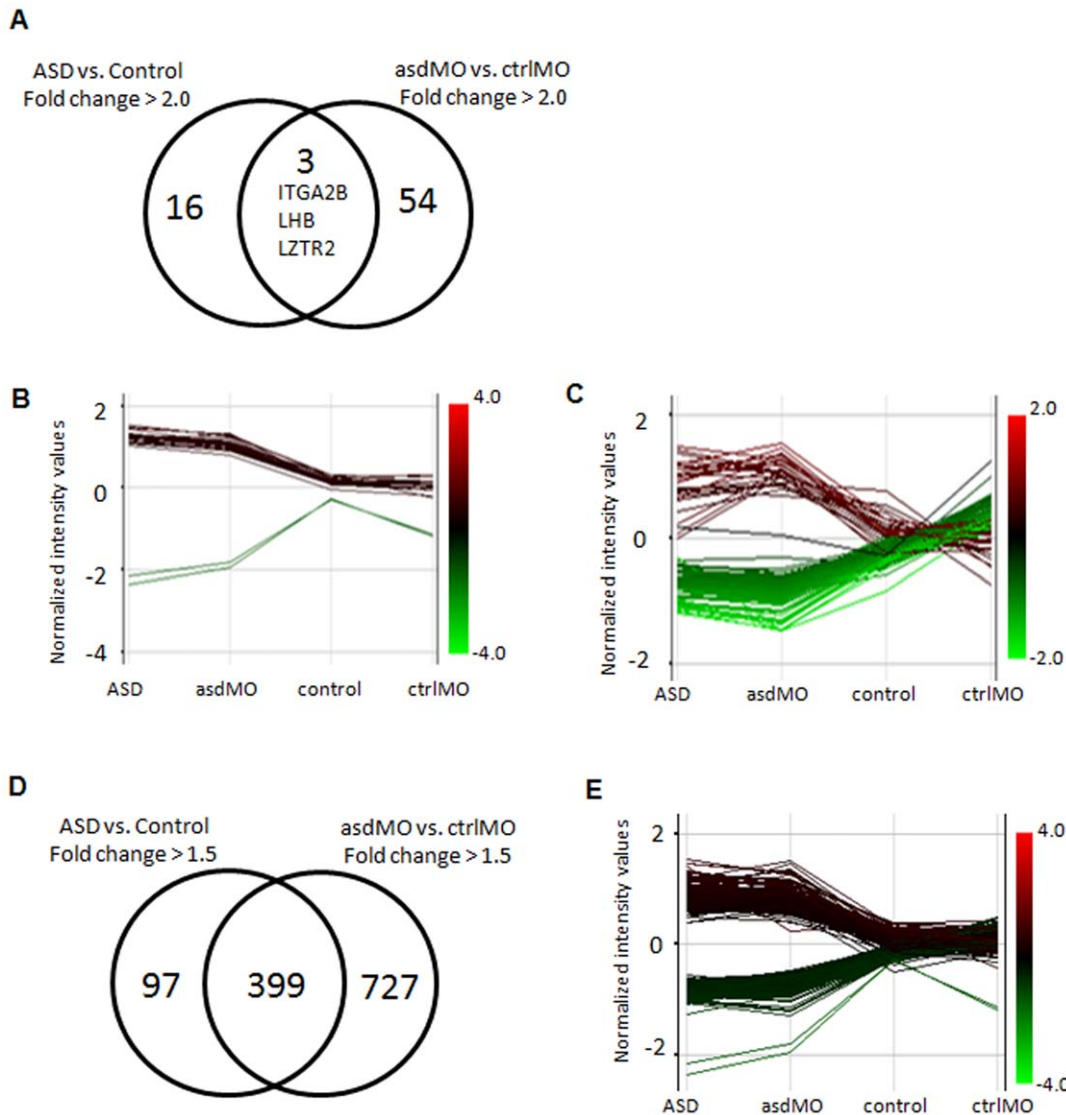 A
ASD vs. Control
Fold change > 2.0
asdMO vs. ctrlMO
Fold change > 2.0
16
3
ITGA2B
LHB
LZTR2
54
B
Normalized intensity values
2
0
-2
-4
ASD
asdMO
control
ctrlMO
4.0
-4.0
C
Normalized intensity values
2
0
-2
ASD
asdMO
control
ctrlMO
2.0
-2.0
D
ASD vs. Control
Fold change > 1.5
asdMO vs. ctrlMO
Fold change > 1.5
97
399
727
E
Normalized intensity values
2
0
-2
ASD
asdMO
control
ctrlMO
4.0
-4.0